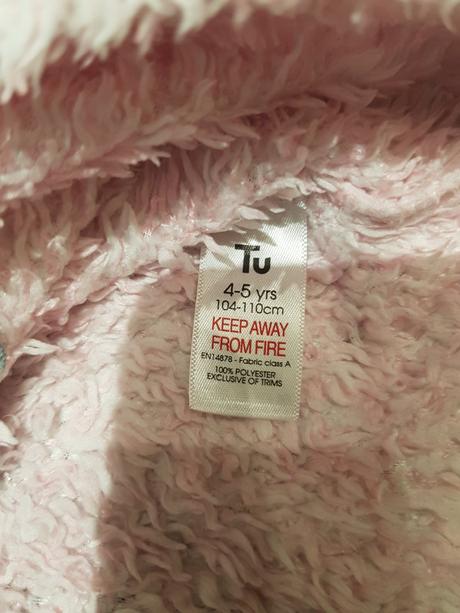 Tu
4-5 yrs
104-110cm
KEEP AWAY
FROM FIRE
EN14878 - Fabric class A
100% POLYESTER
EXCLUSIVE OF TRIMS